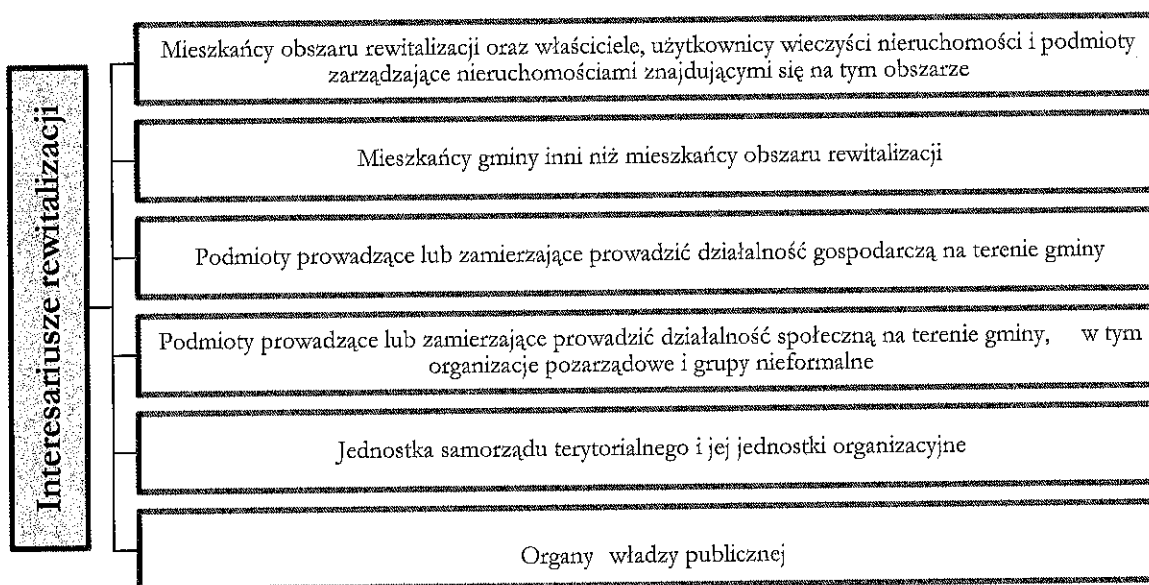 Interesariusze rewitalizacji
Mieszkańcy obszaru rewitalizacji oraz właściciele, użytkownicy wieczyści nieruchomości i podmioty
zarządzające nieruchomościami znajdującymi się na tym obszarze
Mieszkańcy gminy inni niż mieszkańcy obszaru rewitalizacji
Podmioty prowadzące lub zamierzające prowadzić działalność gospodarczą na terenie gminy
Podmioty prowadzące lub zamierzające prowadzić działalność społeczną na terenie gminy, w tym
organizacje pozarządowe i grupy nieformalne
Jednostka samorządu terytorialnego i jej jednostki organizacyjne
Organy władzy publicznej